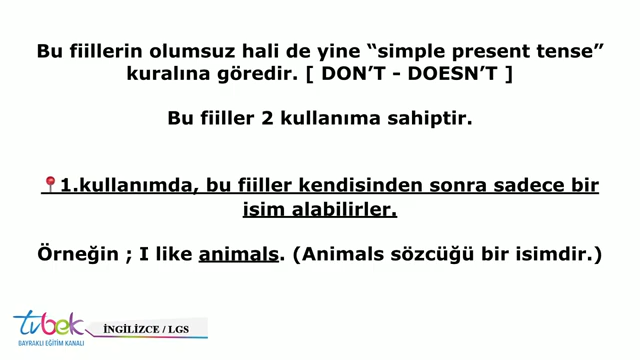 Bu fiillerin olumsuz hali de yine “simple present tense”
kuralına göredir. [ DON’T - DOESN’T ]
Bu fiiller 2 kullanıma sahiptir.
1.kullanımda, bu fiiller kendisinden sonra sadece bir
isim alabilirler.
Örneğin ; I like animals. (Animals sözcüğü bir isimdir.)
tvbek
BAYRAKLI EĞİTİM KANALI
İNGİLİZCE / LGS